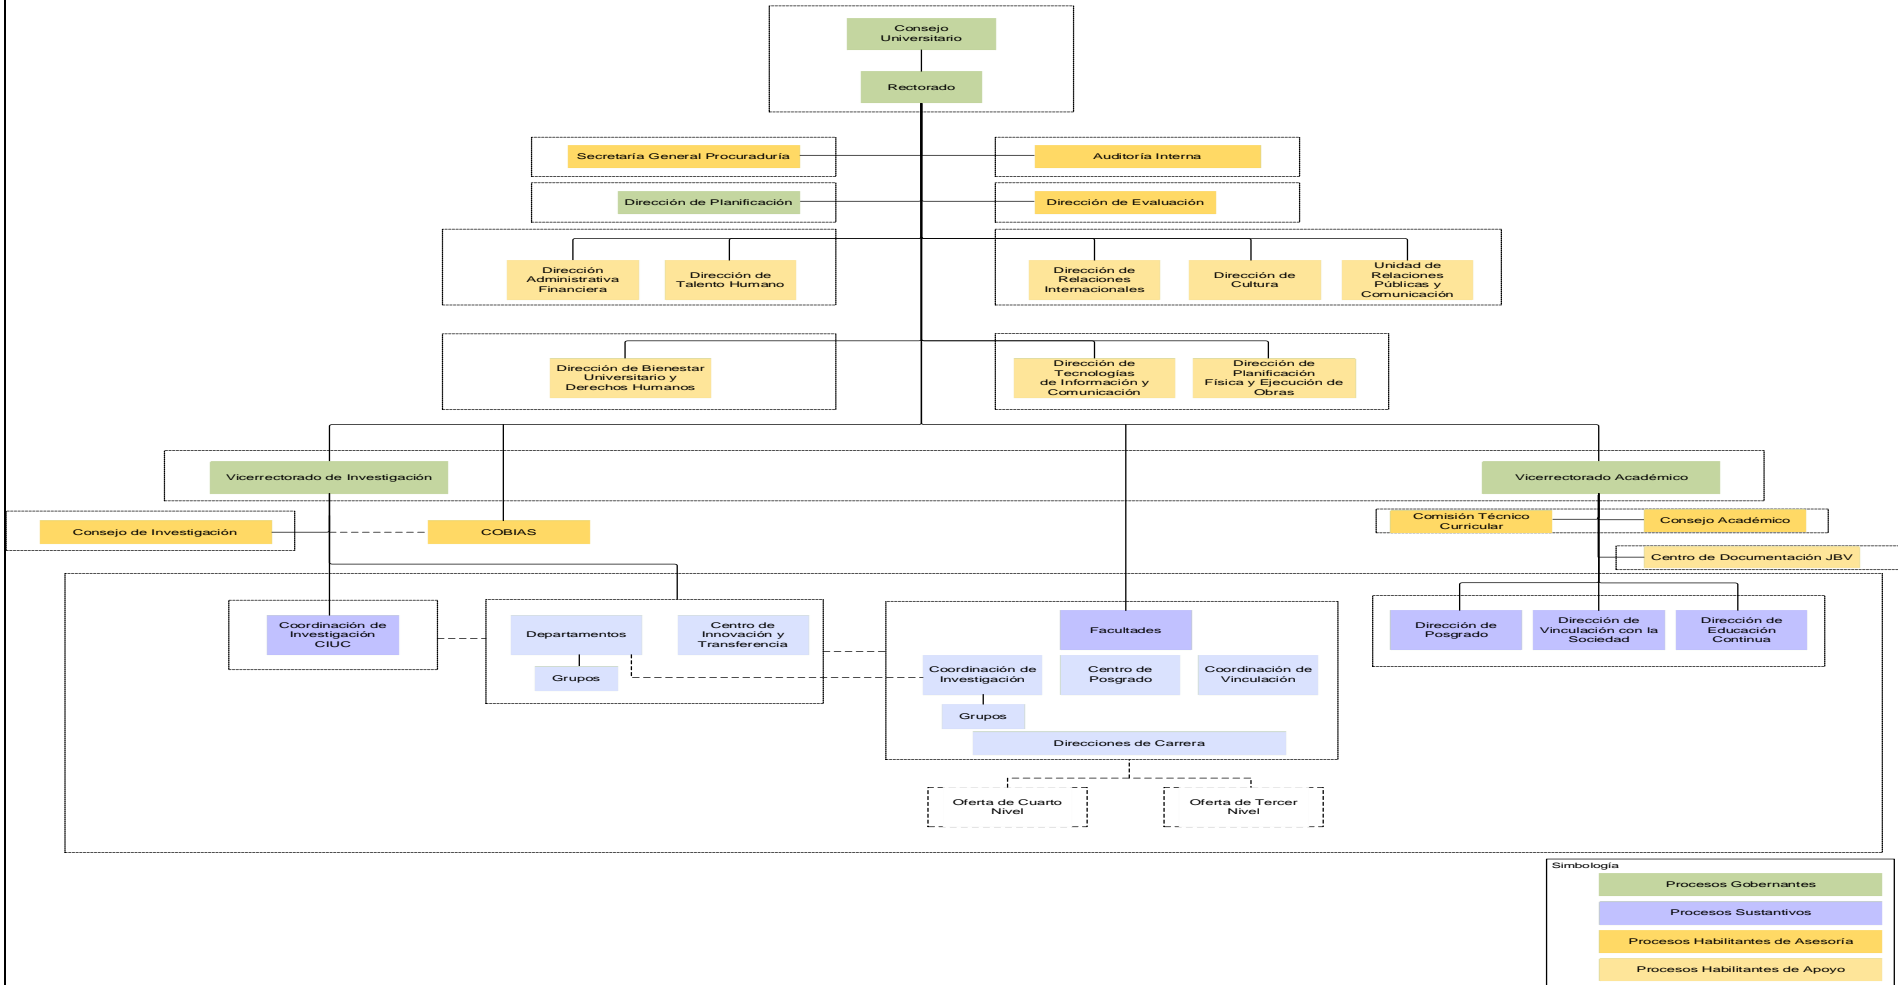 Consejo
Universitario
Rectorado
Secretaría General Procuraduría
Auditoría Interna
Dirección de Planificación
Dirección de Evaluación
Dirección
Administrativa
Financiera
Dirección de
Talento Humano
Dirección de
Relaciones
Internacionales
Dirección de
Cultura
Unidad de
Relaciones
Públicas y
Comunicación
Dirección de Bienestar
Universitario y
Derechos Humanos
Dirección de
Tecnologías
de Información y
Comunicación
Dirección de
Planificación
Física y Ejecución de
Obras
Vicerrectorado de Investigación
Vicerrectorado Académico
Consejo de Investigación
COBIAS
Comisión Técnico
Curricular
Consejo Académico
Centro de Documentación JBV
Coordinación de
Investigación
CIUC
Departamentos
Centro de
Innovación y
Transferencia
Grupos
Facultades
Coordinación de
Investigación
Centro de
Posgrado
Coordinación de
Vinculación
Grupos
Direcciones de Carrera
Dirección de
Posgrado
Dirección de
Vinculación con la
Sociedad
Dirección de
Educación
Continua
Oferta de Cuarto
Nivel
Oferta de Tercer
Nivel
Simbología
Procesos Gobernantes
Procesos Sustantivos
Procesos Habilitantes de Asesoría
Procesos Habilitantes de Apoyo